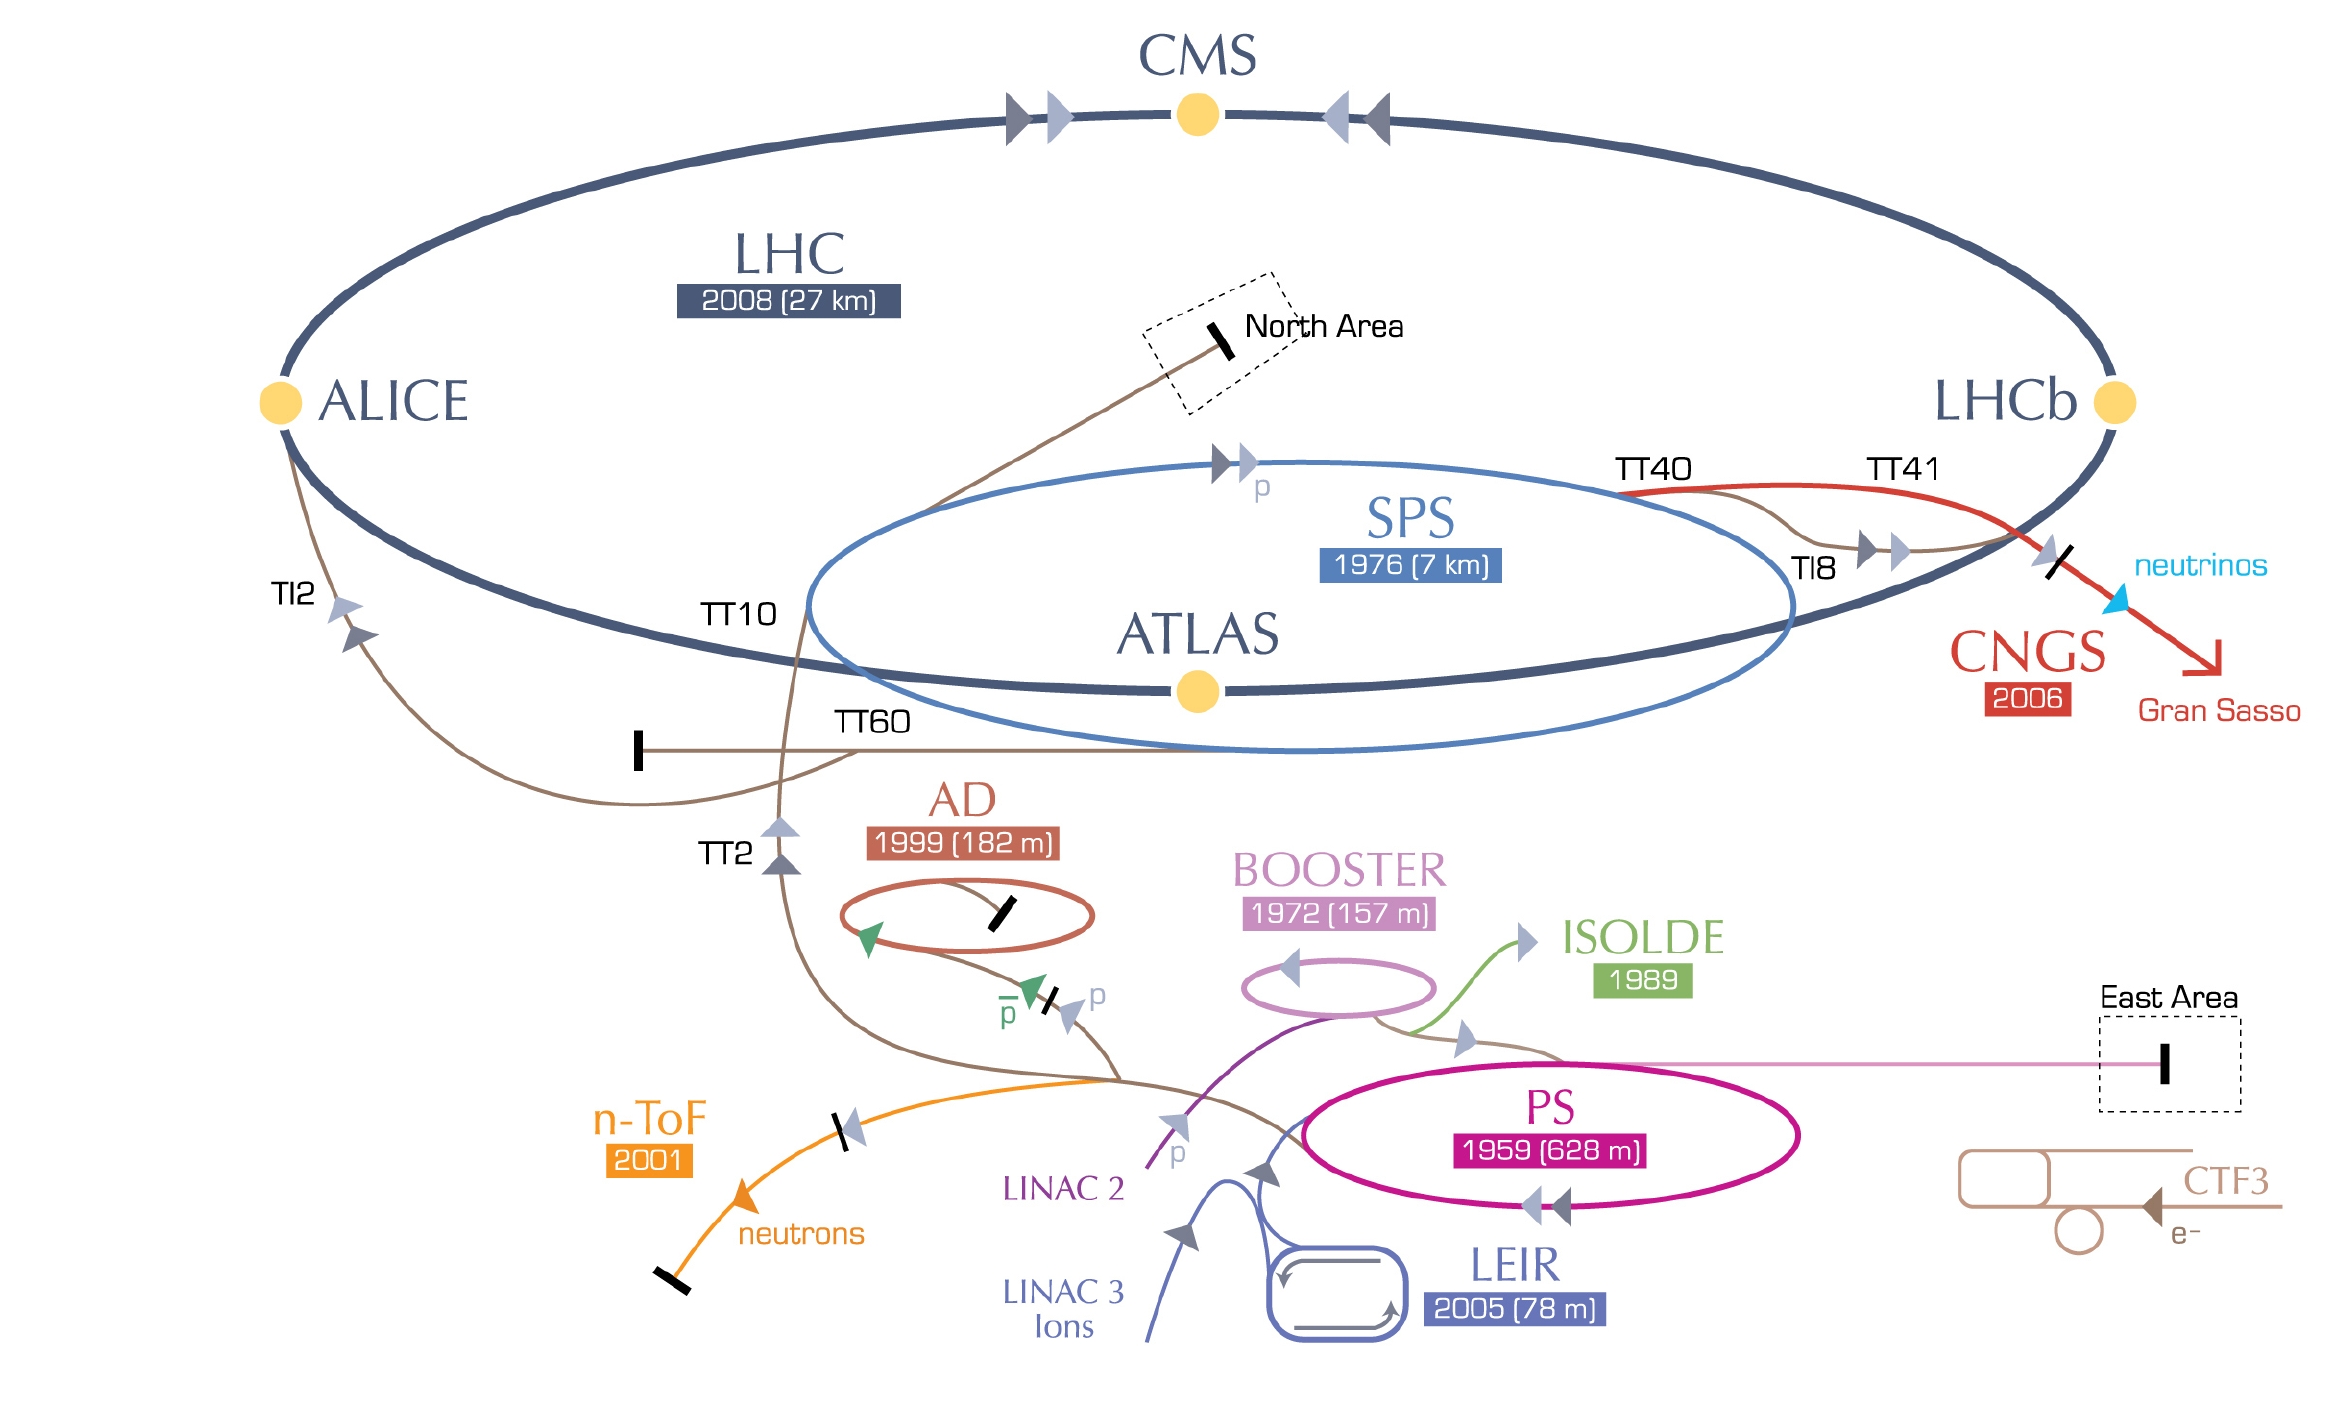 CMS
LHC
2008 (27 km)
North Area
ALICE
LHCb
TT40
TT41
p
SPS
1976 (7 km)
TI8
neutrinos
TI2
TT10
ATLAS
CNGS
2006
Gran Sasso
TT60
AD
1999 (182 m)
TT2
BOOSTER
1972 (157 m)
ISOLDE
1989
p
p̅
East Area
n-ToF
2001
PS
1959 (628 m)
p
LINAC 2
CTF3
e-
neutrons
LEIR
2005 (78 m)
LINAC 3
Ions